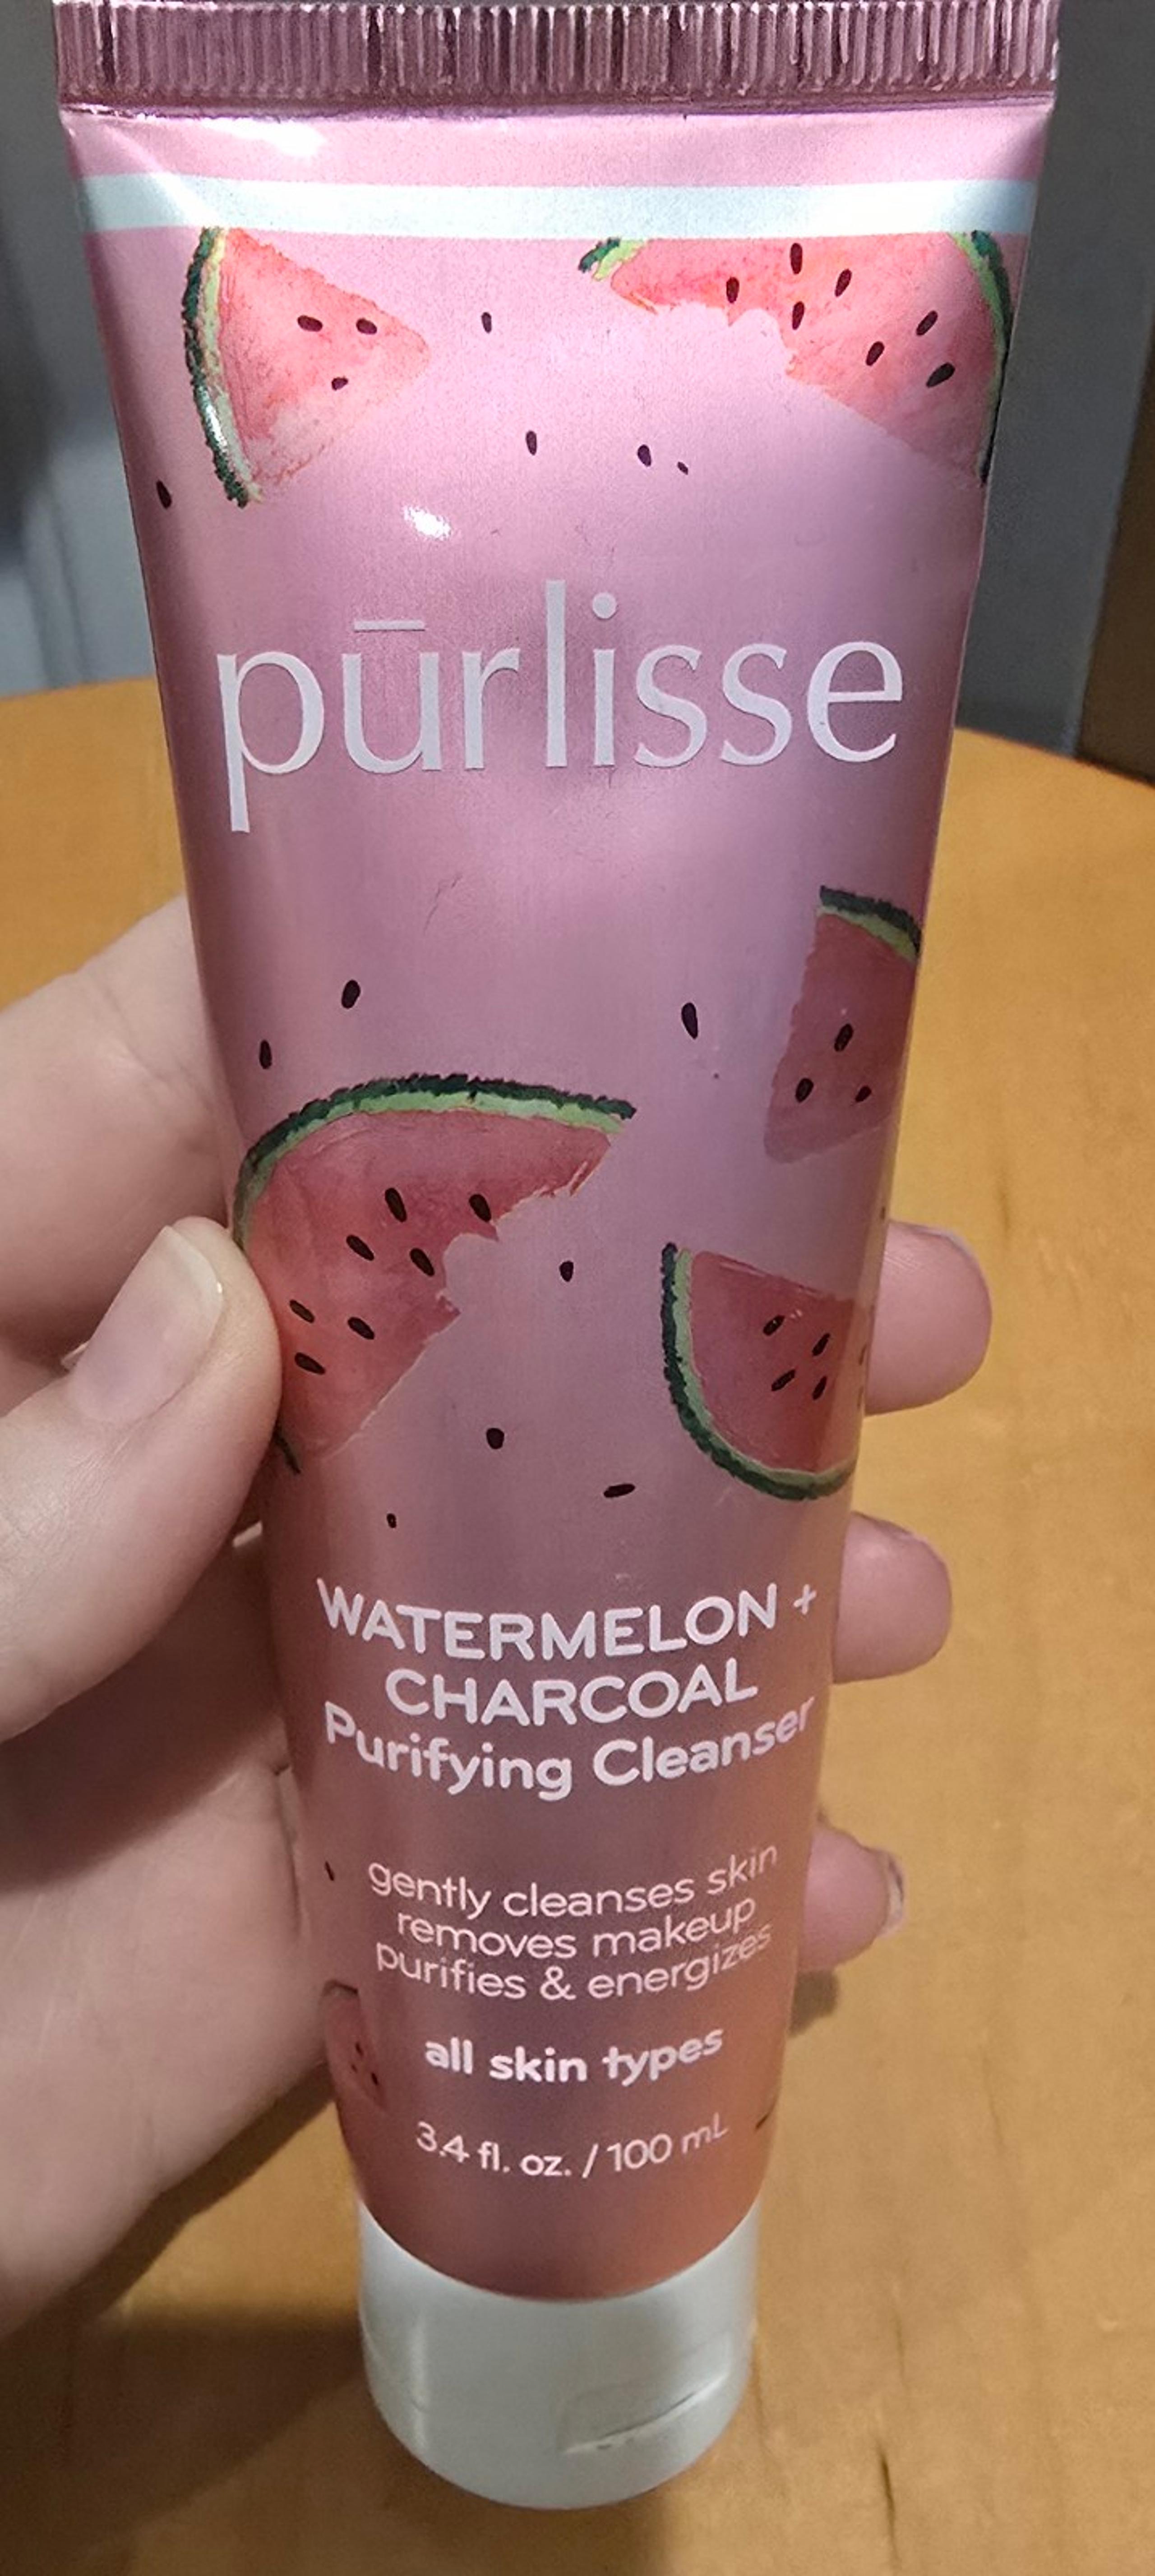 pūrlisse
WATERMELON +
CHARCOAL
Purifying Cleanser
gently cleanses skin
removes makeup
purifies & energizes
all skin types
3.4 fl. oz. / 100 mL